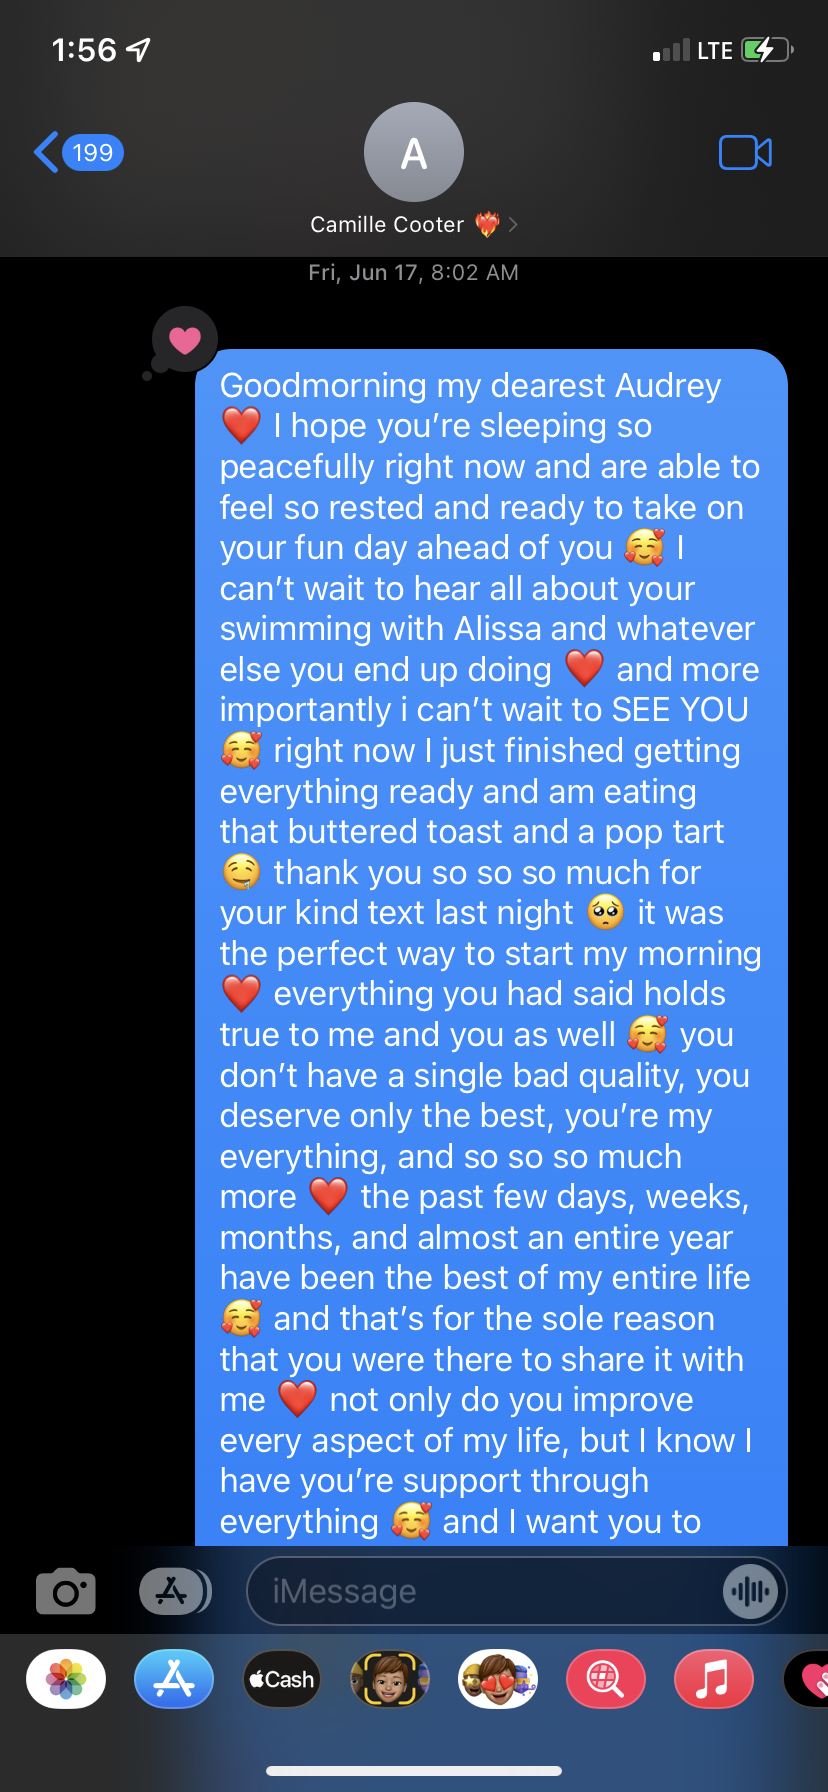 1:56
LTE
199
A
Camille Cooter ❤️‍🔥
Fri, Jun 17, 8:02 AM
Goodmorning my dearest Audrey
❤️ I hope you’re sleeping so
peacefully right now and are able to
feel so rested and ready to take on
your fun day ahead of you 🥰 I
can’t wait to hear all about your
swimming with Alissa and whatever
else you end up doing ❤️ and more
importantly i can’t wait to SEE YOU
🥰 right now I just finished getting
everything ready and am eating
that buttered toast and a pop tart
🤤 thank you so so so much for
your kind text last night 🥺 it was
the perfect way to start my morning
❤️ everything you had said holds
true to me and you as well 🥰 you
don’t have a single bad quality, you
deserve only the best, you’re my
everything, and so so so much
more ❤️ the past few days, weeks,
months, and almost an entire year
have been the best of my entire life
🥰 and that’s for the sole reason
that you were there to share it with
me ❤️ not only do you improve
every aspect of my life, but I know I
have you’re support through
everything 🥰 and I want you to
iMessage
Cash